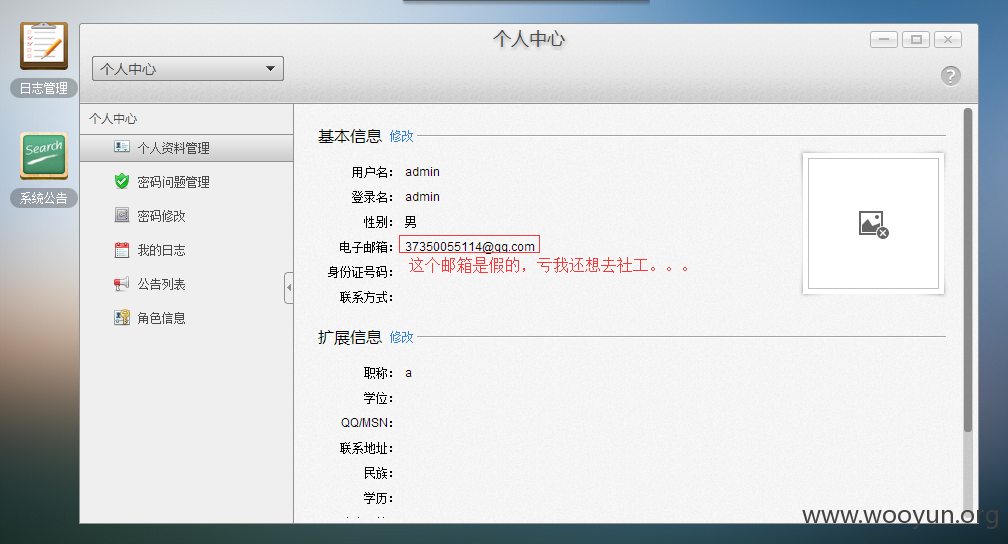 个人中心
日志管理
个人中心
?
个人中心
个人资料管理
Search
系统公告
密码问题管理
密码修改
我的日志
公告列表
角色信息
基本信息 修改
用户名： admin
登录名： admin
性别： 男
电子邮箱： 37350055114@qq.com
这个邮箱是假的，亏我还想去社工。。。
身份证号码：
联系方式：
扩展信息 修改
职称： a
学位：
QQ/MSN：
联系地址：
民族：
学历：
www.wooyun.org